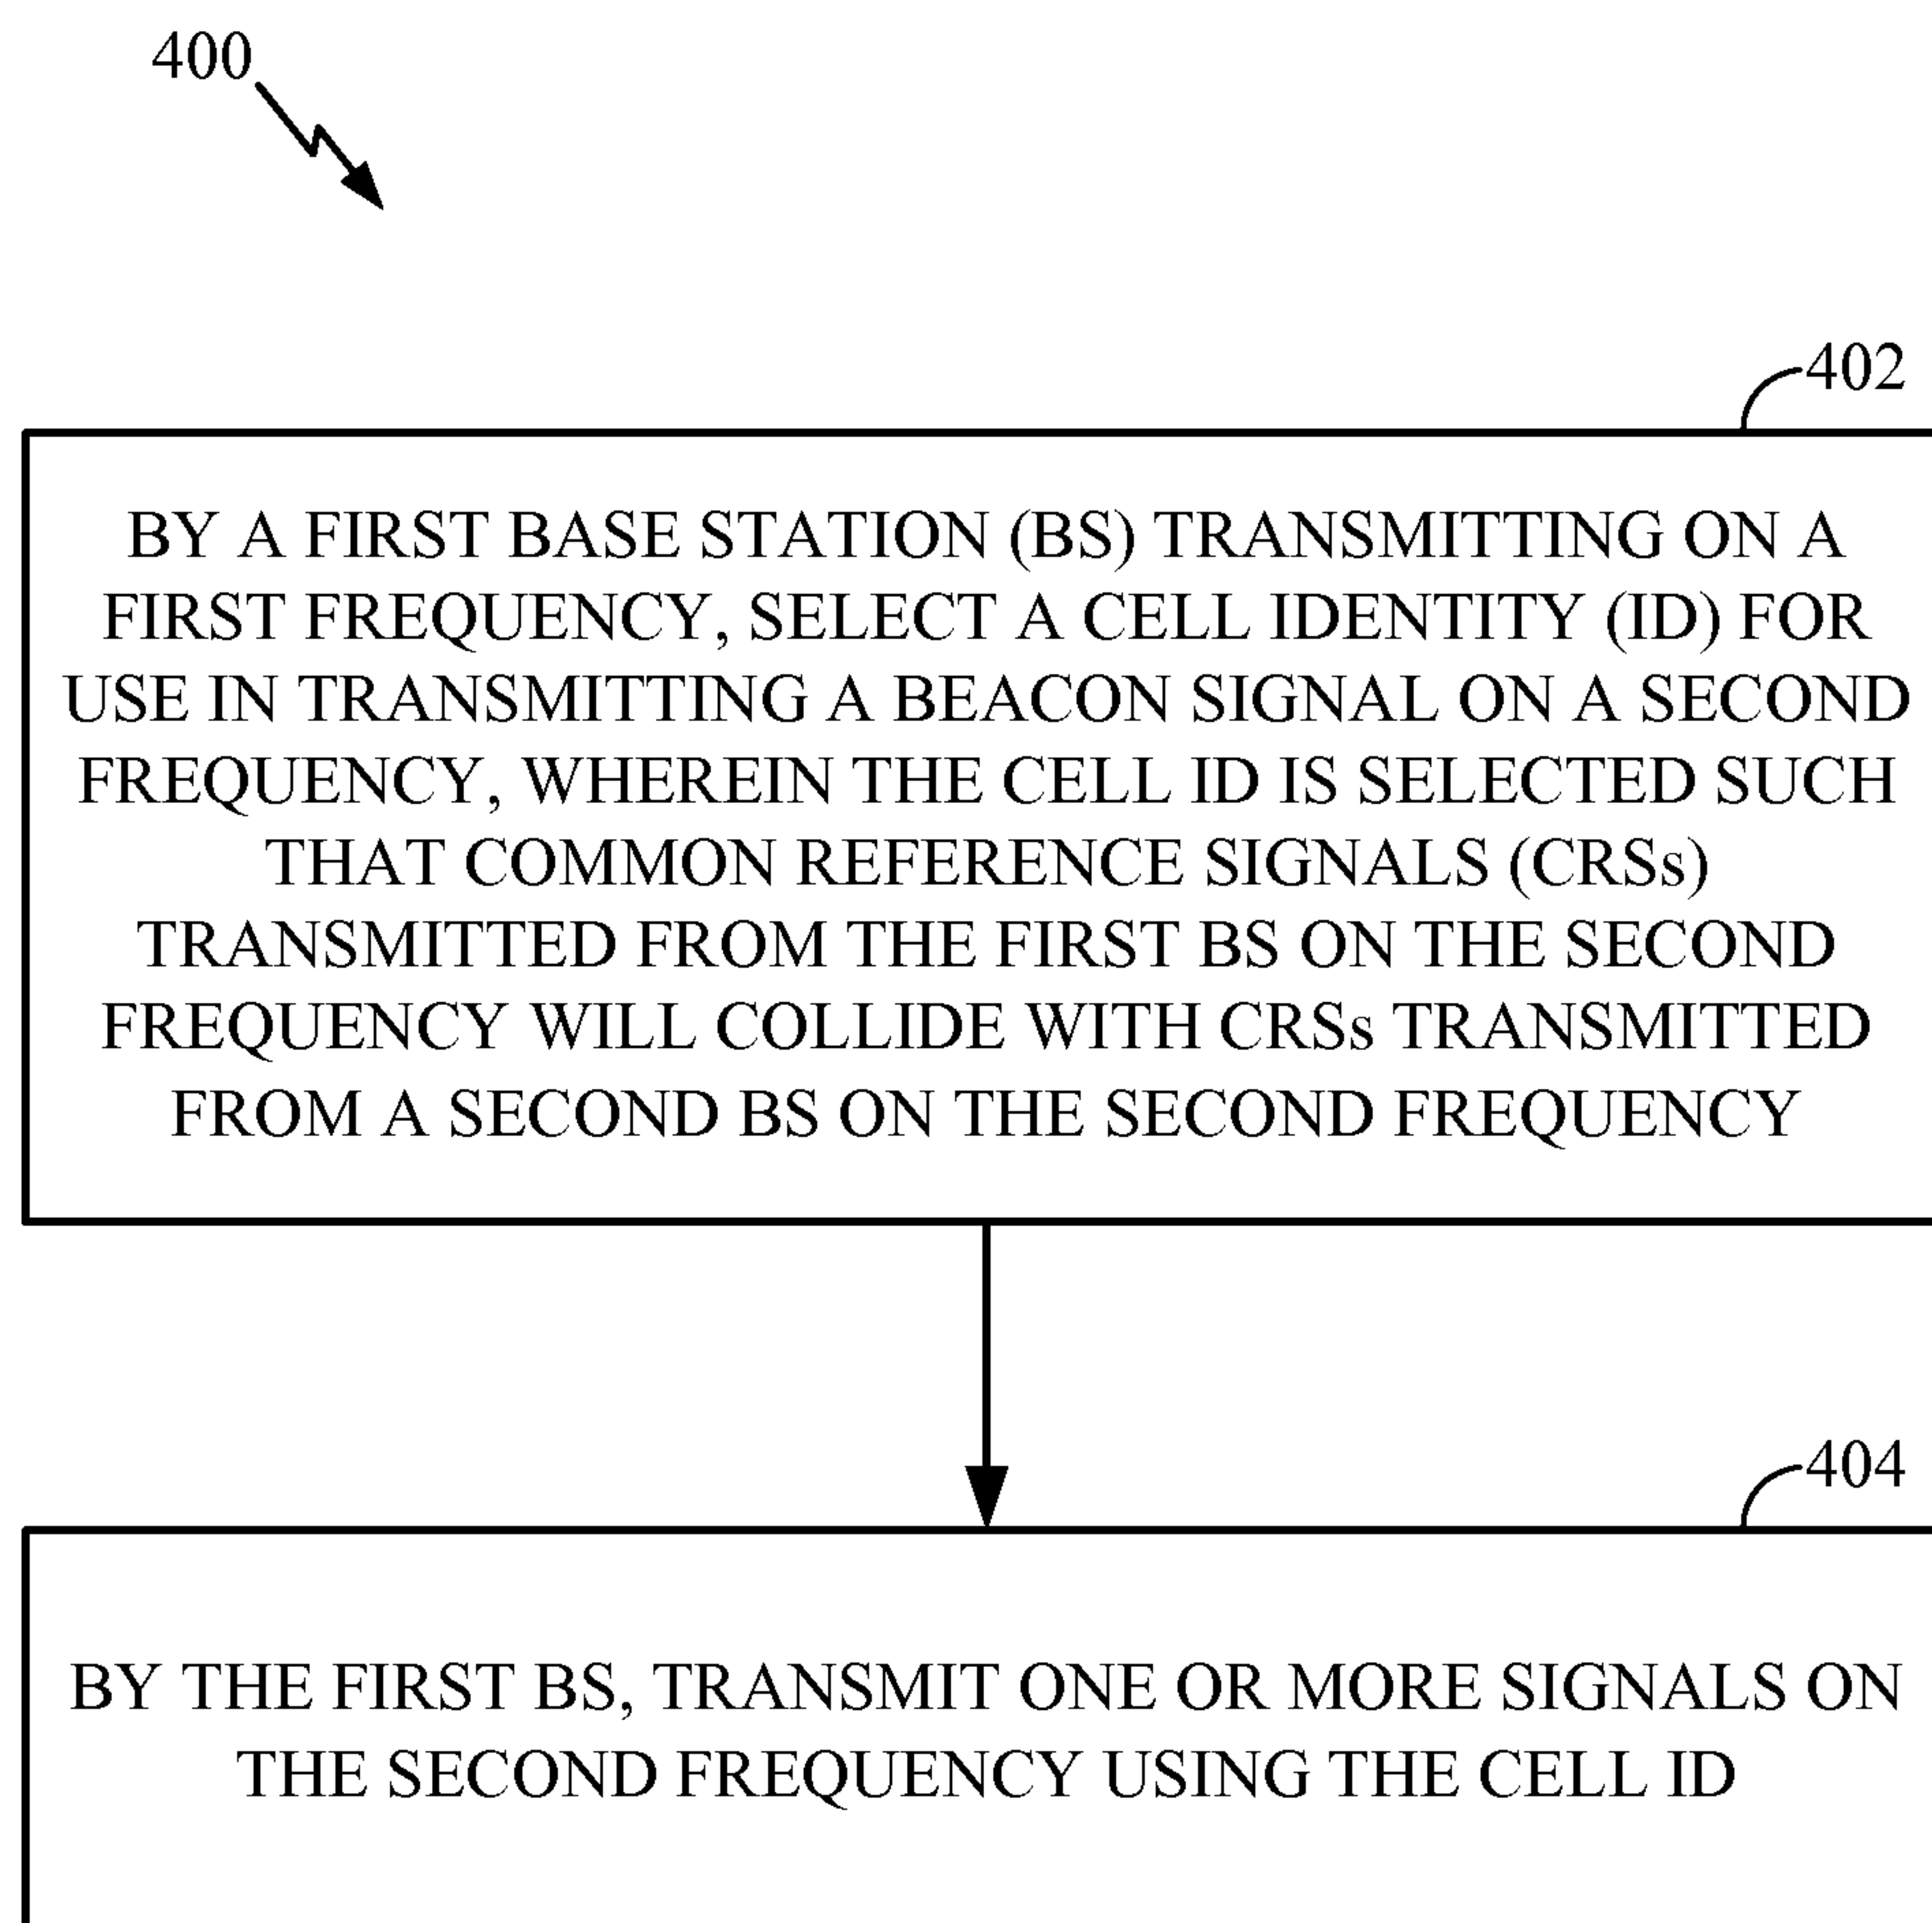 400
402
BY A FIRST BASE STATION (BS) TRANSMITTING ON A
FIRST FREQUENCY, SELECT A CELL IDENTITY (ID) FOR
USE IN TRANSMITTING A BEACON SIGNAL ON A SECOND
FREQUENCY, WHEREIN THE CELL ID IS SELECTED SUCH
THAT COMMON REFERENCE SIGNALS (CRSs)
TRANSMITTED FROM THE FIRST BS ON THE SECOND
FREQUENCY WILL COLLIDE WITH CRSs TRANSMITTED
FROM A SECOND BS ON THE SECOND FREQUENCY
404
BY THE FIRST BS, TRANSMIT ONE OR MORE SIGNALS ON
THE SECOND FREQUENCY USING THE CELL ID